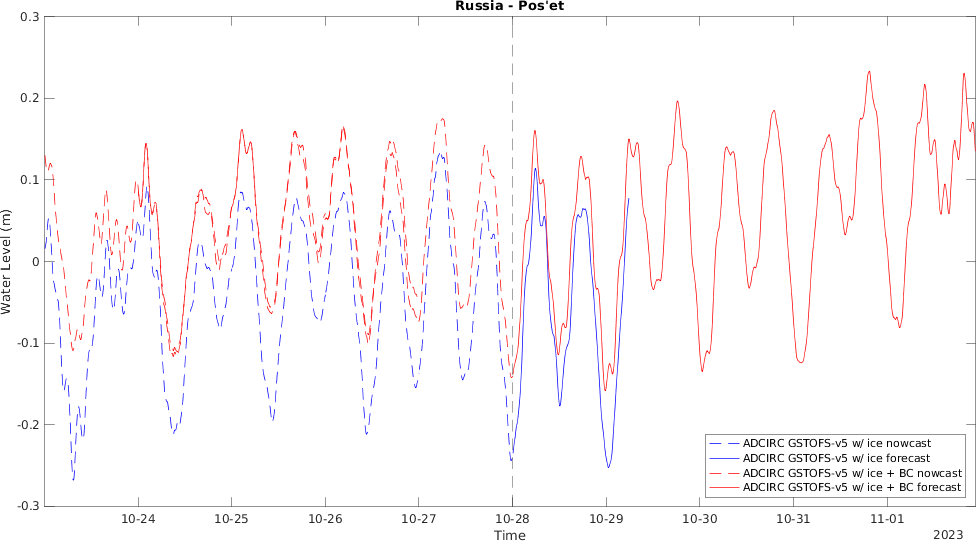 Russia - Pos'et
0.3
0.2
0.1
0
-0.1
-0.2
-0.3
Water Level (m)
10-24 10-25 10-26 10-27 10-28 10-29 10-30 10-31 11-01
Time
2023
ADCIRC GSTOFS-v5 w/ ice nowcast
ADCIRC GSTOFS-v5 w/ ice forecast
ADCIRC GSTOFS-v5 w/ ice + BC nowcast
ADCIRC GSTOFS-v5 w/ ice + BC forecast